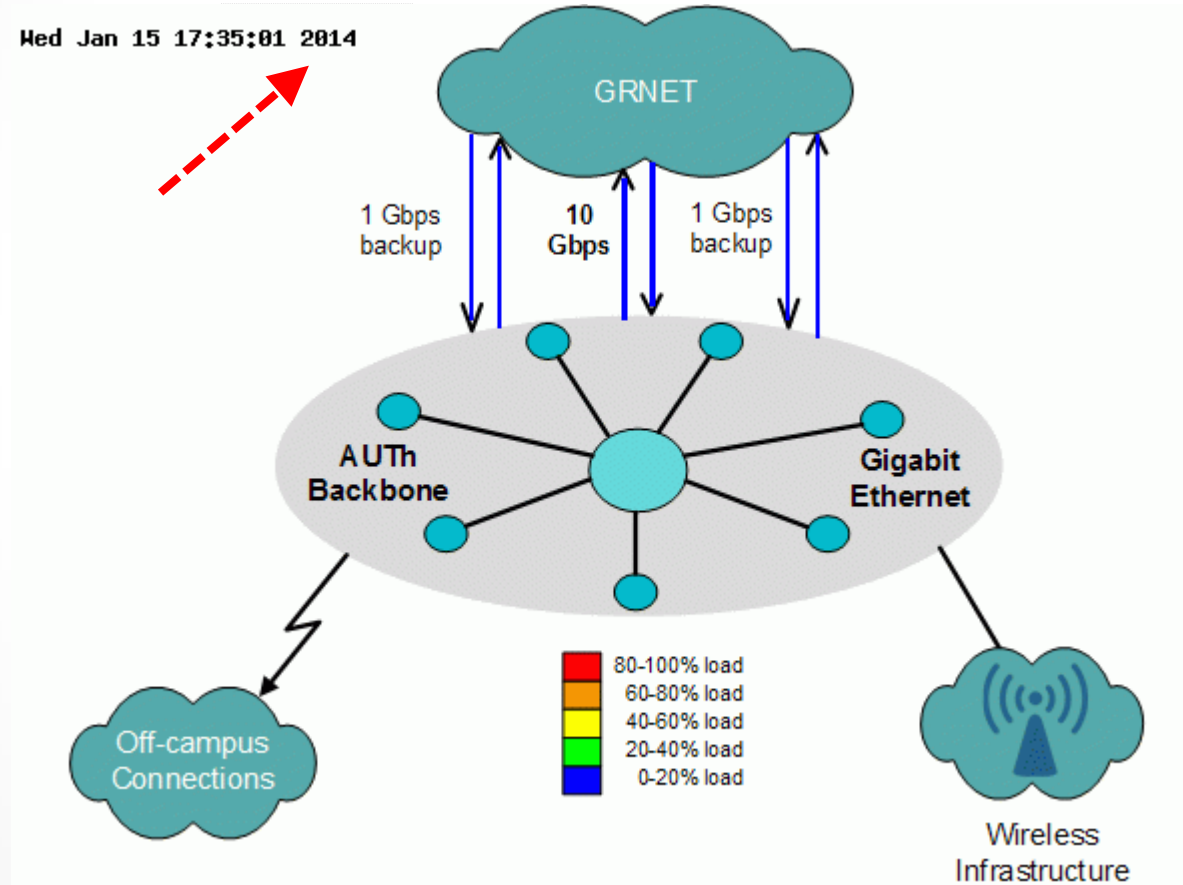 Wed Jan 15 17:35:01 2014
GRNET
1 Gbps
backup
10
Gbps
1 Gbps
backup
AUTh
Backbone
Gigabit
Ethernet
80-100% load
60-80% load
40-60% load
20-40% load
0-20% load
Off-campus
Connections
Wireless
Infrastructure